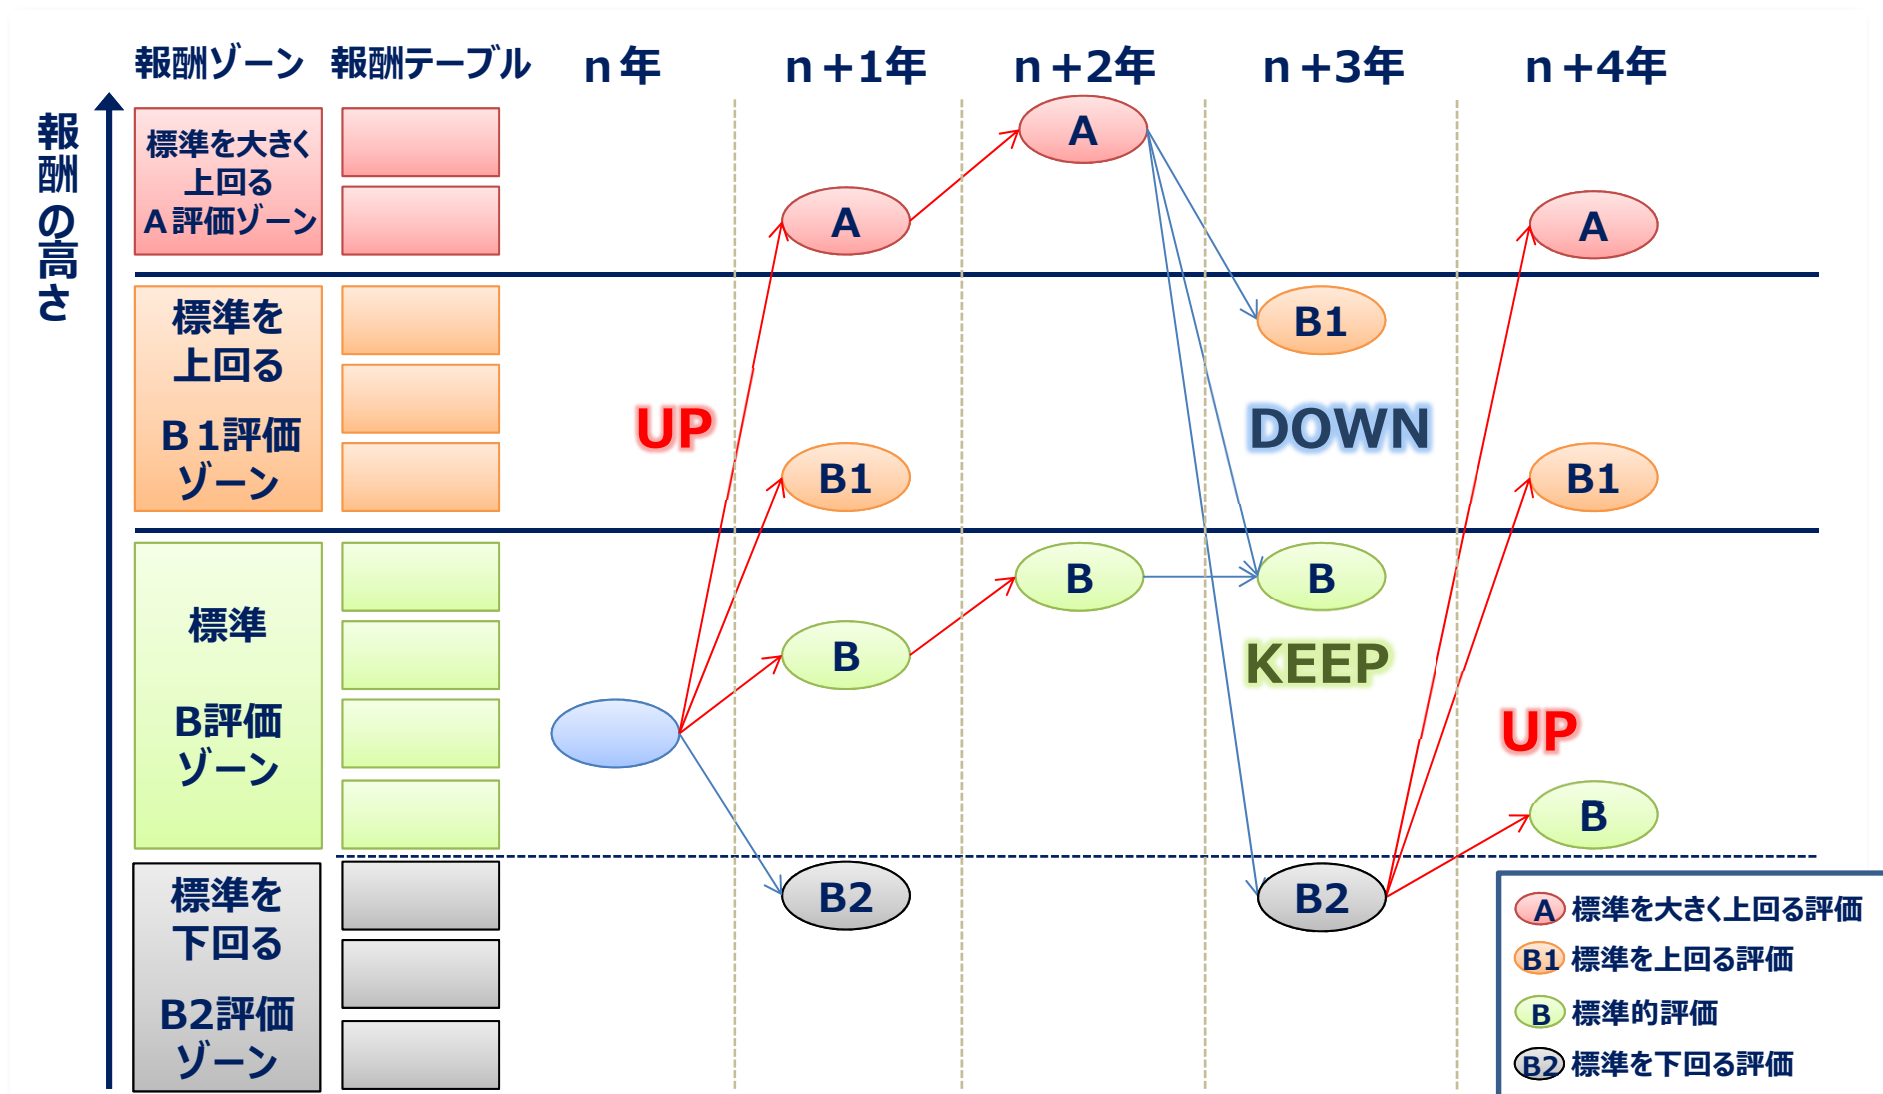 報酬ゾーン
報酬テーブル
n年
n+1年
n+2年
n+3年
n+4年
報酬の高さ
標準を大きく
上回る
A評価ゾーン
標準を
上回る
B1評価
ゾーン
標準
B評価
ゾーン
標準を
下回る
B2評価
ゾーン
A
A
A
B1
UP
DOWN
B1
B1
B
B
B
KEEP
UP
B
B2
B2
A 標準を大きく上回る評価
B1 標準を上回る評価
B 標準的評価
B2 標準を下回る評価